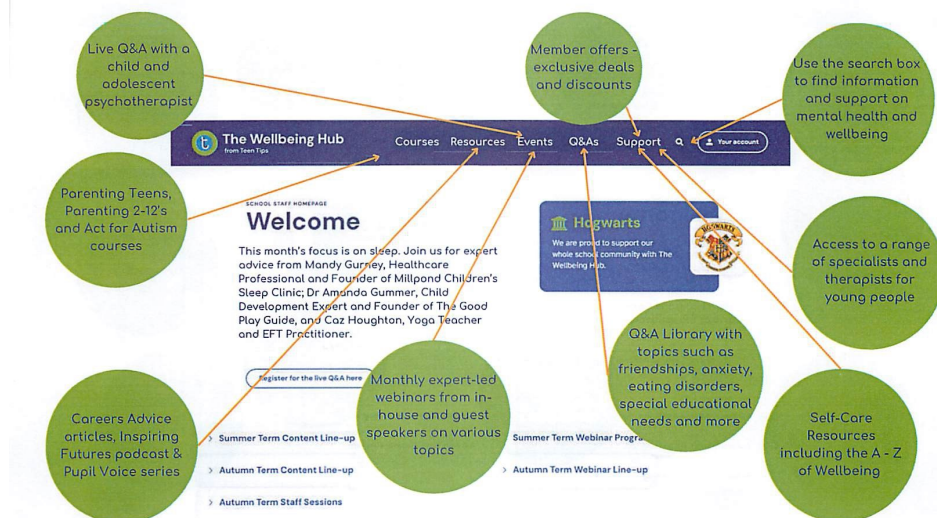 Live Q&A with a
child and
adolescent
psychotherapist
Member offers -
exclusive deals
and discounts
Use the search box
to find information
and support on
mental health and
wellbeing
The Wellbeing Hub
from Teen Tips
Courses Resources Events Q&As Support Your account
Parenting Teens,
Parenting 2-12's
and Act for Autism
courses
SCHOOL STAFF HOMEPAGE
Welcome
This month's focus is on sleep. Join us for expert
advice from Mandy Gurney, Healthcare
Professional and Founder of Millpond Children's
Sleep Clinic; Dr Amanda Gummer, Child
Development Expert and Founder of The Good
Play Guide, and Caz Houghton, Yoga Teacher
and EFT Practitioner.
Register for the live Q&A here
Hogwarts
We are proud to support our
whole school community with The
Wellbeing Hub.
HOGWARTS
Access to a range
of specialists and
therapists for
young people
Q&A Library with
topics such as
friendships, anxiety,
eating disorders,
special educational
needs and more
Monthly expert-led
webinars from in-
house and guest
speakers on various
topics
Careers Advice
articles, Inspiring
Futures podcast &
Pupil Voice series
Self-Care
Resources
including the A - Z
of Wellbeing
> Summer Term Content Line-up
Summer Term Webinar Progra
> Autumn Term Content Line-up
> Autumn Term Webinar Line-up
> Autumn Term Staff Sessions